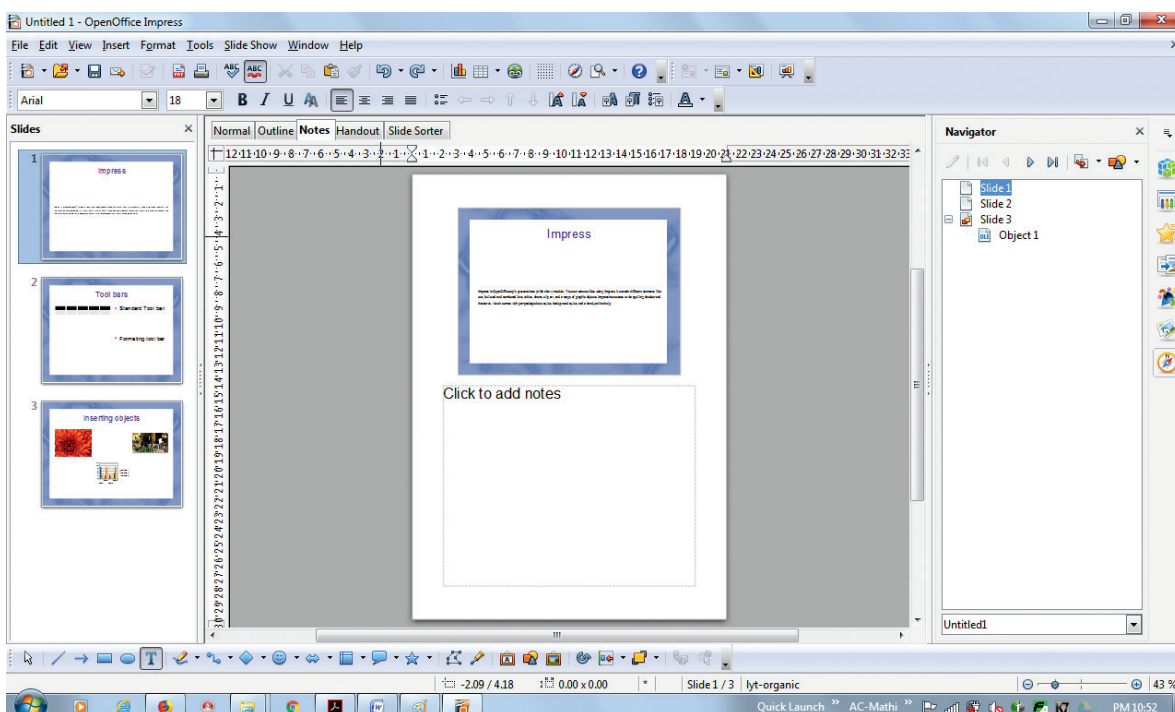 Untitled 1 - OpenOffice Impress
File Edit View Insert Format Tools Slide Show Window Help
Arial 18
Slides
Normal Outline Notes Handout Slide Sorter
Navigator
1
Impress
2
Tool bars
Standard Tool bar
Formating tool bar
3
Inserting objects
Impress
Click to add notes
Slide 1
Slide 2
Slide 3
Object 1
Untitled1
-2.09 / 4.18 0.00 x 0.00 * Slide 1 / 3 lyt-organic 43 %
Quick Launch » AC-Mathi » PM 10:52